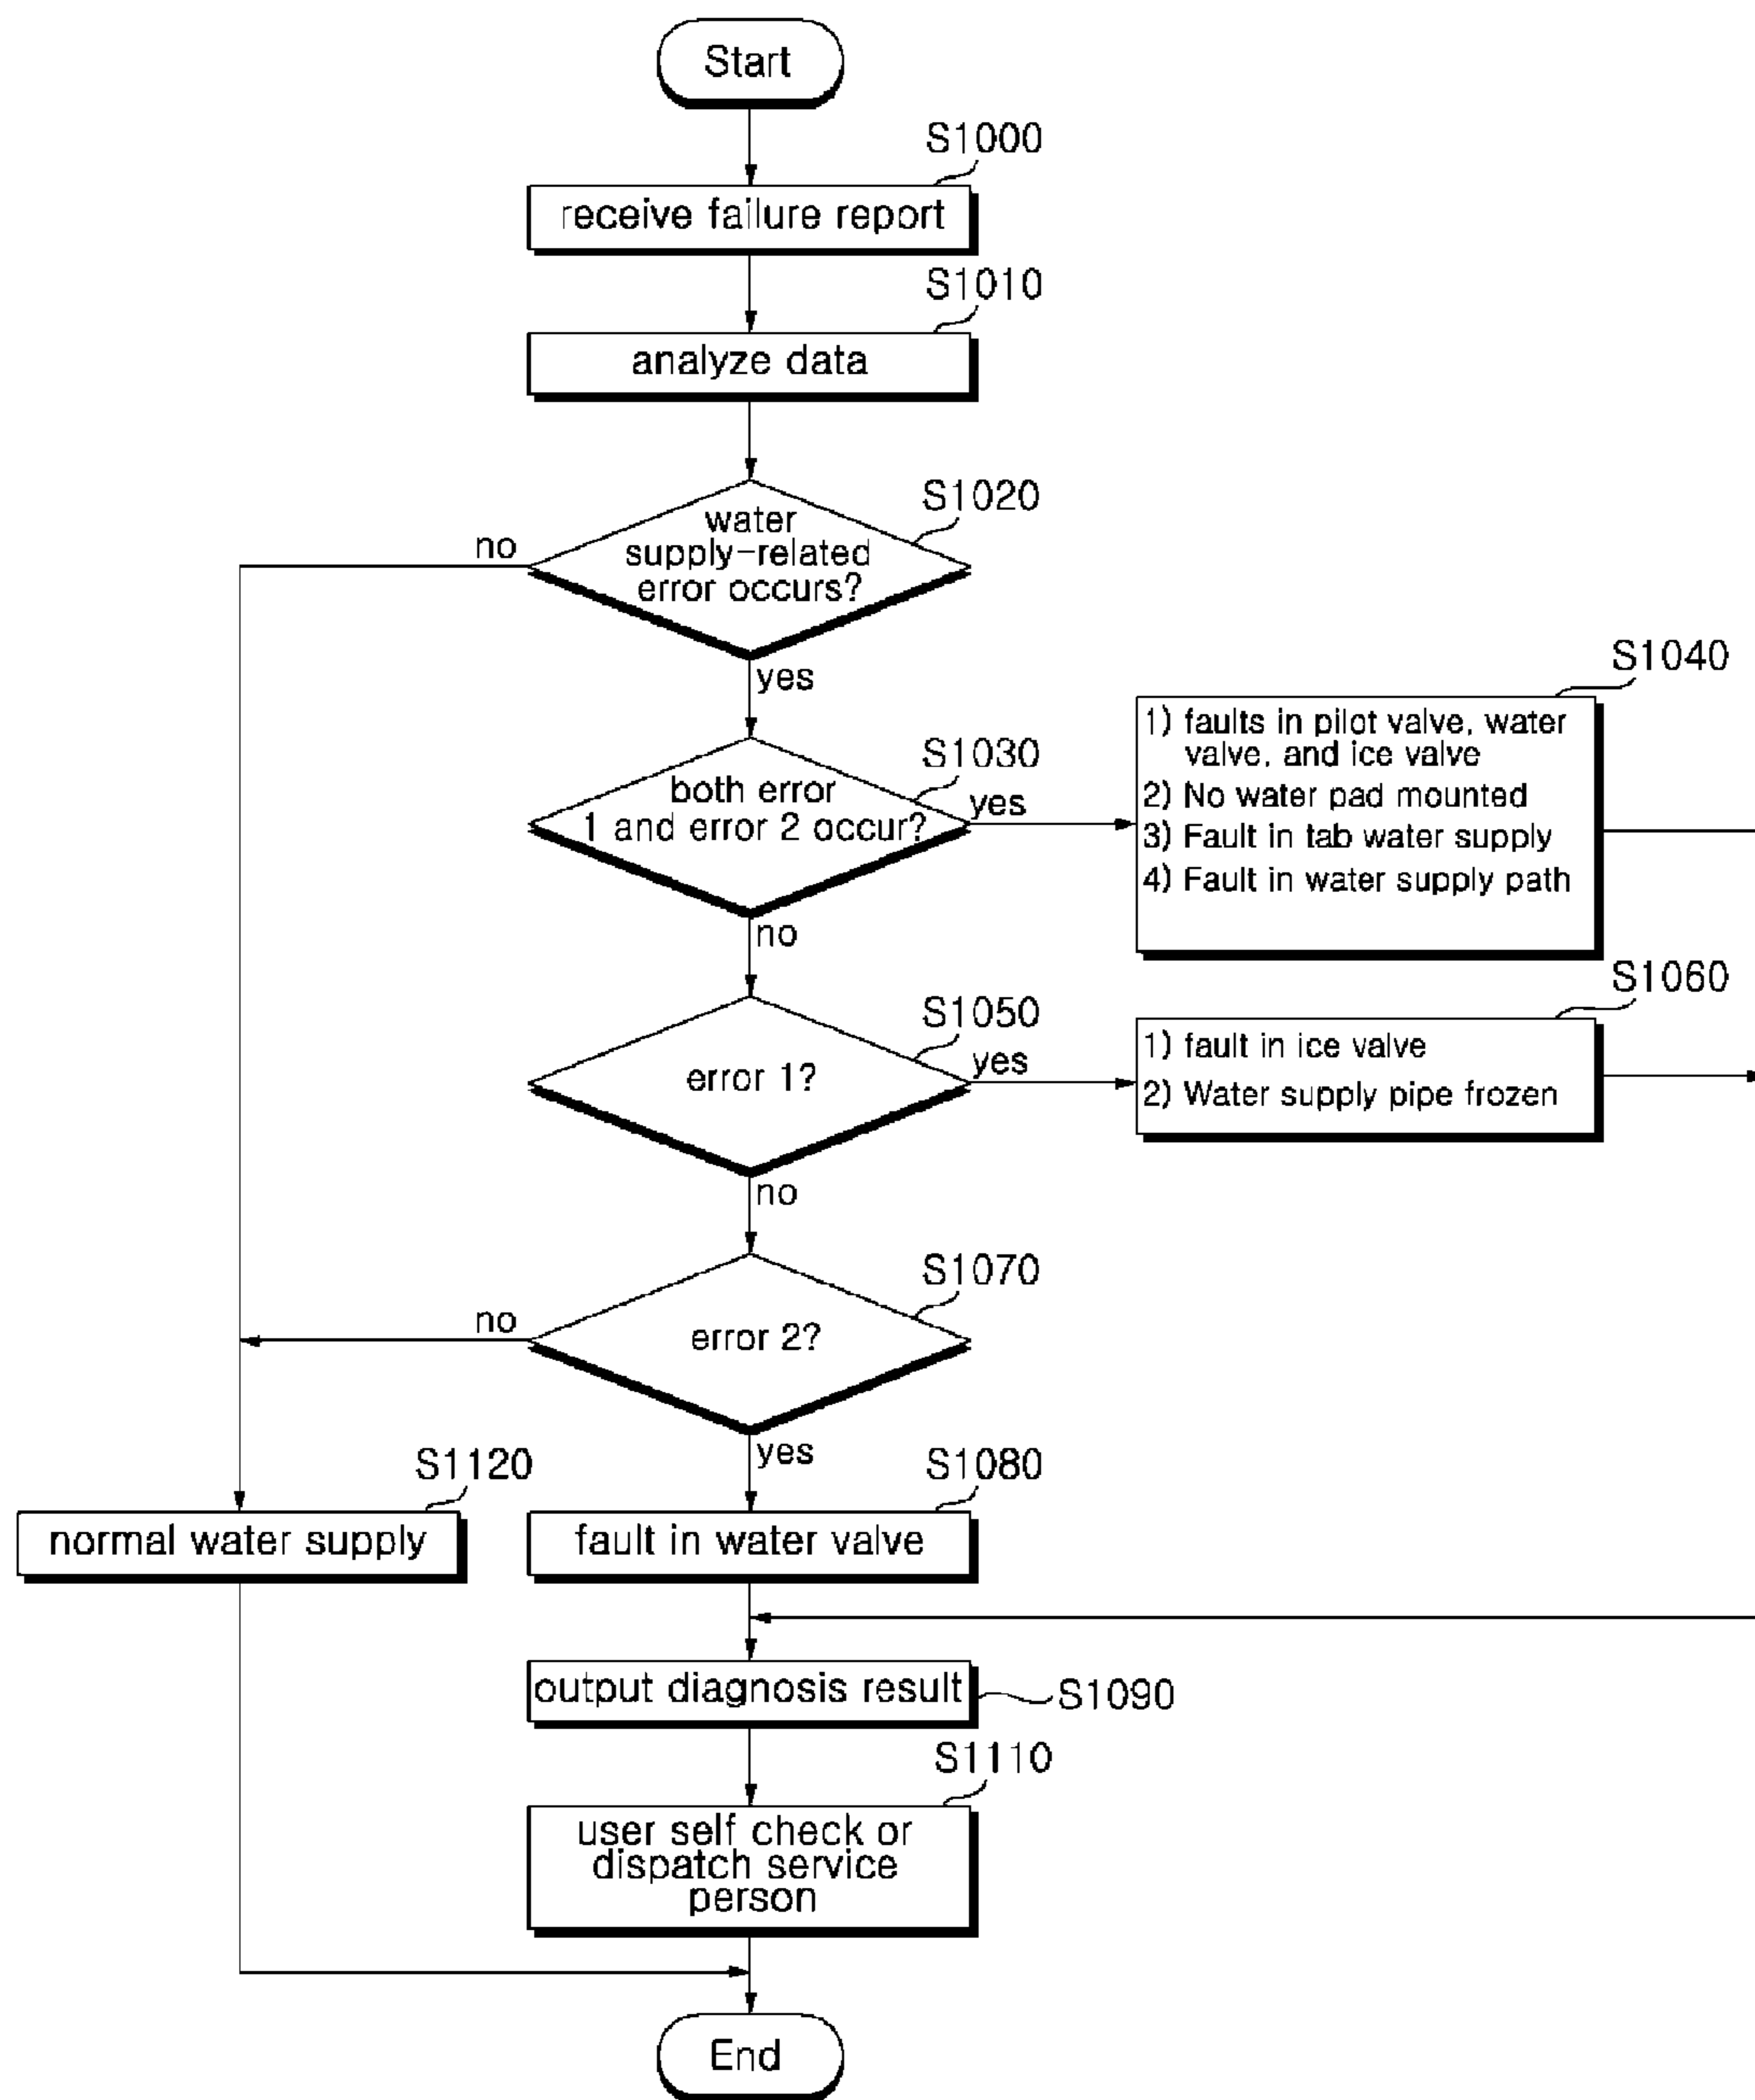 Start
S1000
receive failure report
S1010
analyze data
S1020
water
supply-related
error occurs?
no
yes
S1030
both error
1 and error 2 occur?
yes
no
S1040
1) faults in pilot valve, water
valve, and ice valve
2) No water pad mounted
3) Fault in tab water supply
4) Fault in water supply path
S1050
error 1?
yes
no
S1060
1) fault in ice valve
2) Water supply pipe frozen
S1070
error 2?
no
yes
S1120
normal water supply
S1080
fault in water valve
output diagnosis result
S1090
S1110
user self check or
dispatch service
person
End